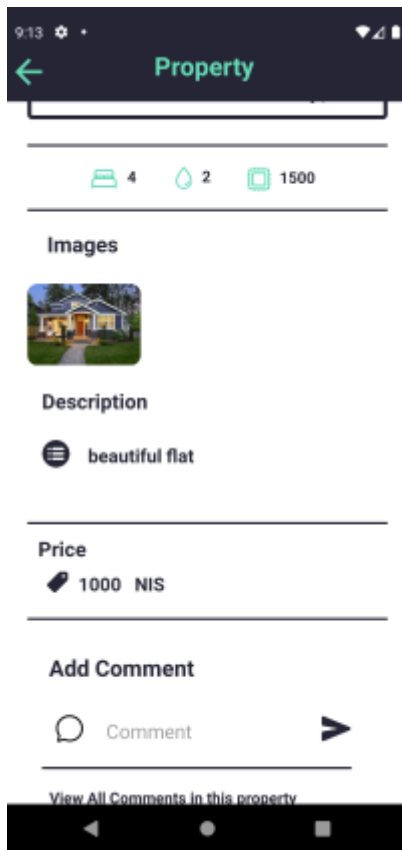 9:13
Property
4 2 1500
Images
Description
beautiful flat
Price
1000 NIS
Add Comment
Comment
View All Comments in this property